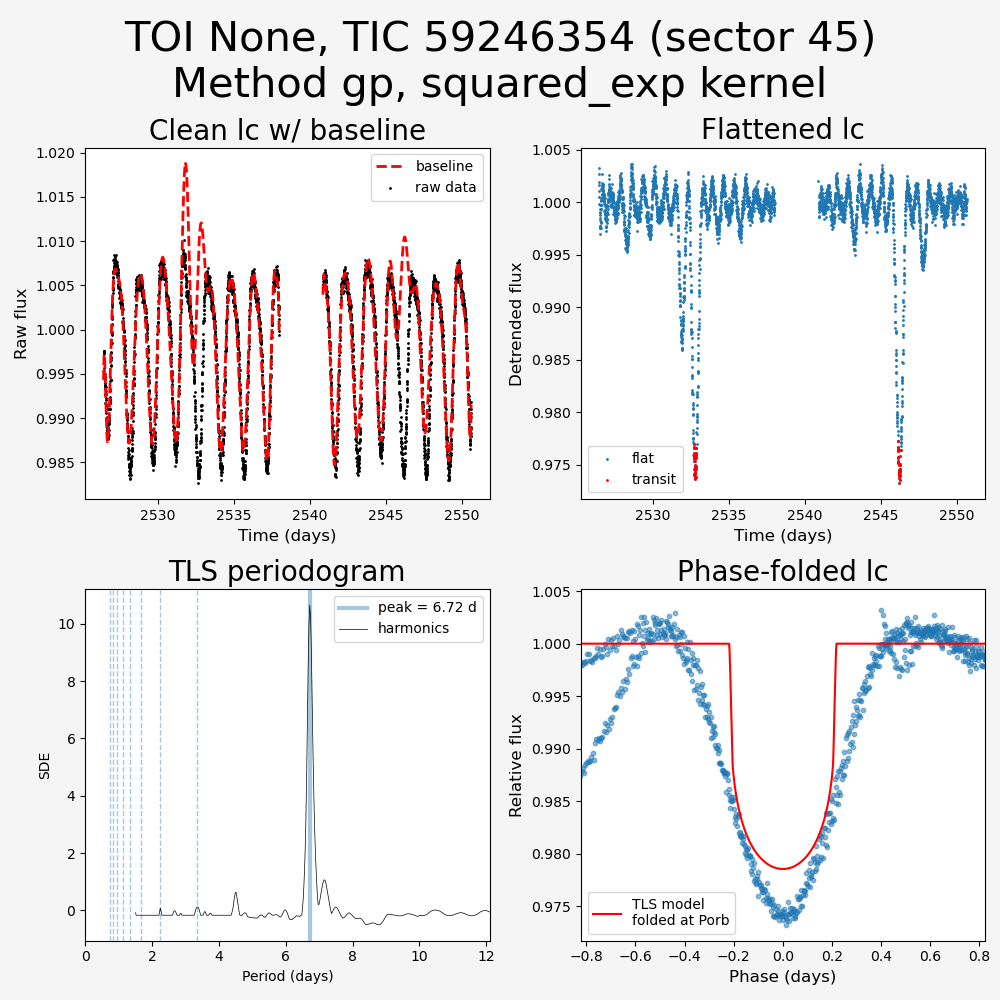 TOI None, TIC 59246354 (sector 45)
Method gp, squared_exp kernel
Clean lc w/ baseline
1.020
1.015
1.010
1.005
1.000
0.995
0.990
0.985
Raw flux
baseline
raw data
2530
2535
2540
2545
2550
Time (days)
Flattened lc
1.005
1.000
0.995
0.990
0.985
0.980
0.975
Detrended flux
flat
transit
2530
2535
2540
2545
2550
Time (days)
TLS periodogram
10
8
6
4
2
0
SDE
peak = 6.72 d
harmonics
0
2
4
6
8
10
12
Period (days)
Phase-folded lc
1.005
1.000
0.995
0.990
0.985
0.980
0.975
Relative flux
TLS model
folded at Porb
−0.8
−0.6
−0.4
−0.2
0.0
0.2
0.4
0.6
0.8
Phase (days)